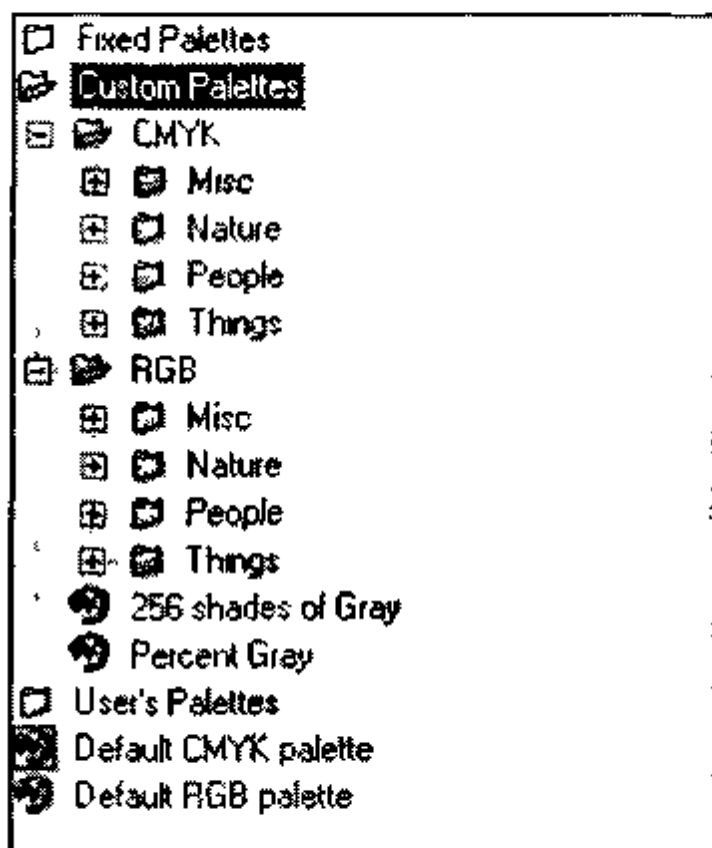 Fixed Palettes
Custom Palettes
CMYK
Misc
Nature
People
Things
RGB
Misc
Nature
People
Things
256 shades of Gray
Percent Gray
User's Palettes
Default CMYK palette
Default RGB palette